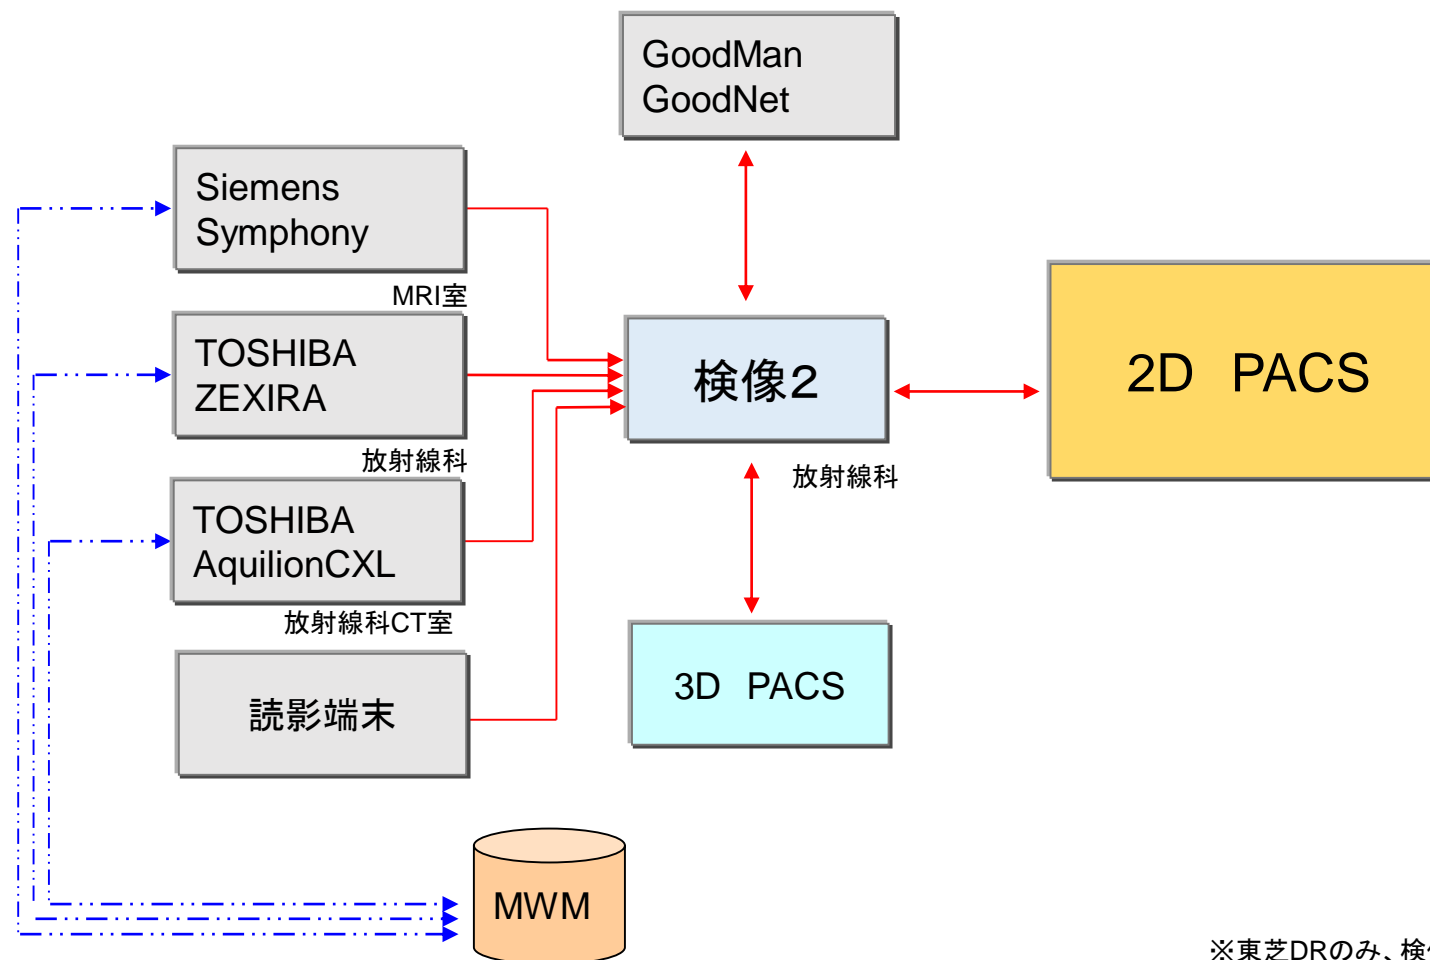 GoodMan
GoodNet
Siemens
Symphony
MRI室
TOSHIBA
ZEXIRA
放射線科
検像2
放射線科
2D　PACS
TOSHIBA
AquilionCXL
放射線科CT室
3D　PACS
読影端末
MWM
※東芝DRのみ、検